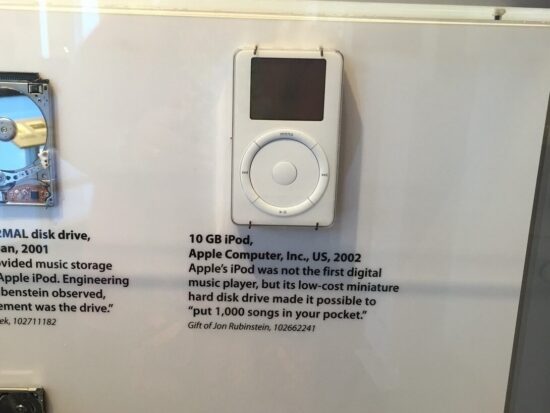 2MAL disk drive,
an, 2001
ovided music storage
Apple iPod. Engineering
benstein observed,
ement was the drive."
ek, 102711182
MENU
10 GB iPod,
Apple Computer, Inc., US, 2002
Apple's iPod was not the first digital
music player, but its low-cost miniature
hard disk drive made it possible to
"put 1,000 songs in your pocket."
Gift of Jon Rubinstein, 102662241